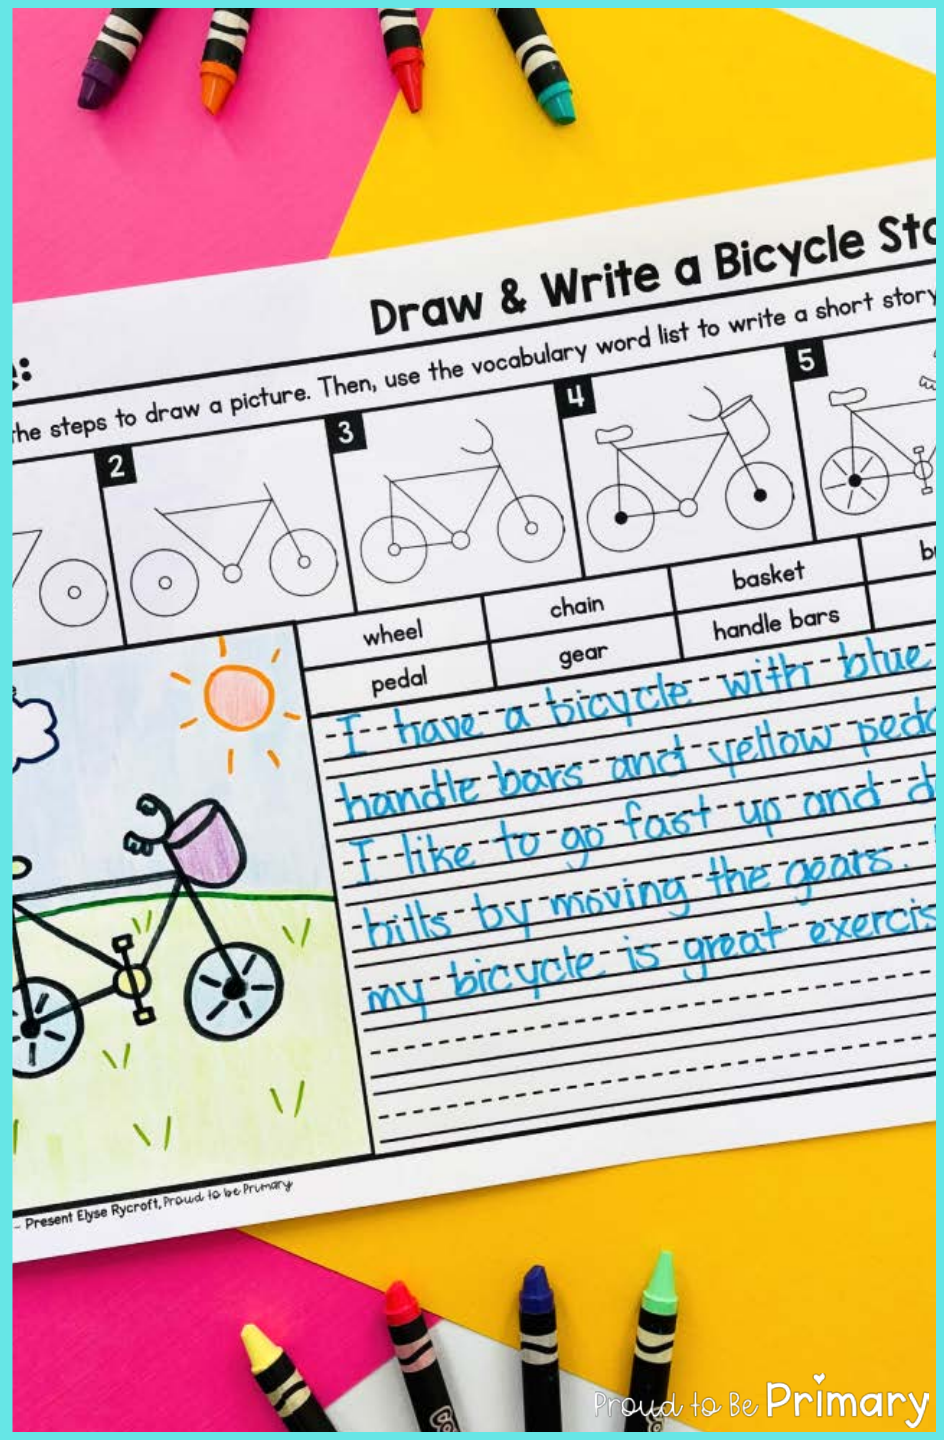 Draw & Write a Bicycle
the steps to draw a picture. Then, use the vocabulary word list to write a short story
2
3
4
5
wheel
chain
basket
pedal
gear
handle bars
I have a bicycle with blue
handle bars and yellow
I like to go fast up and
hills by moving the gears.
my bicycle is great
– Present Elyse Rycroft, Proud to be Primary
Proud to Be Primary